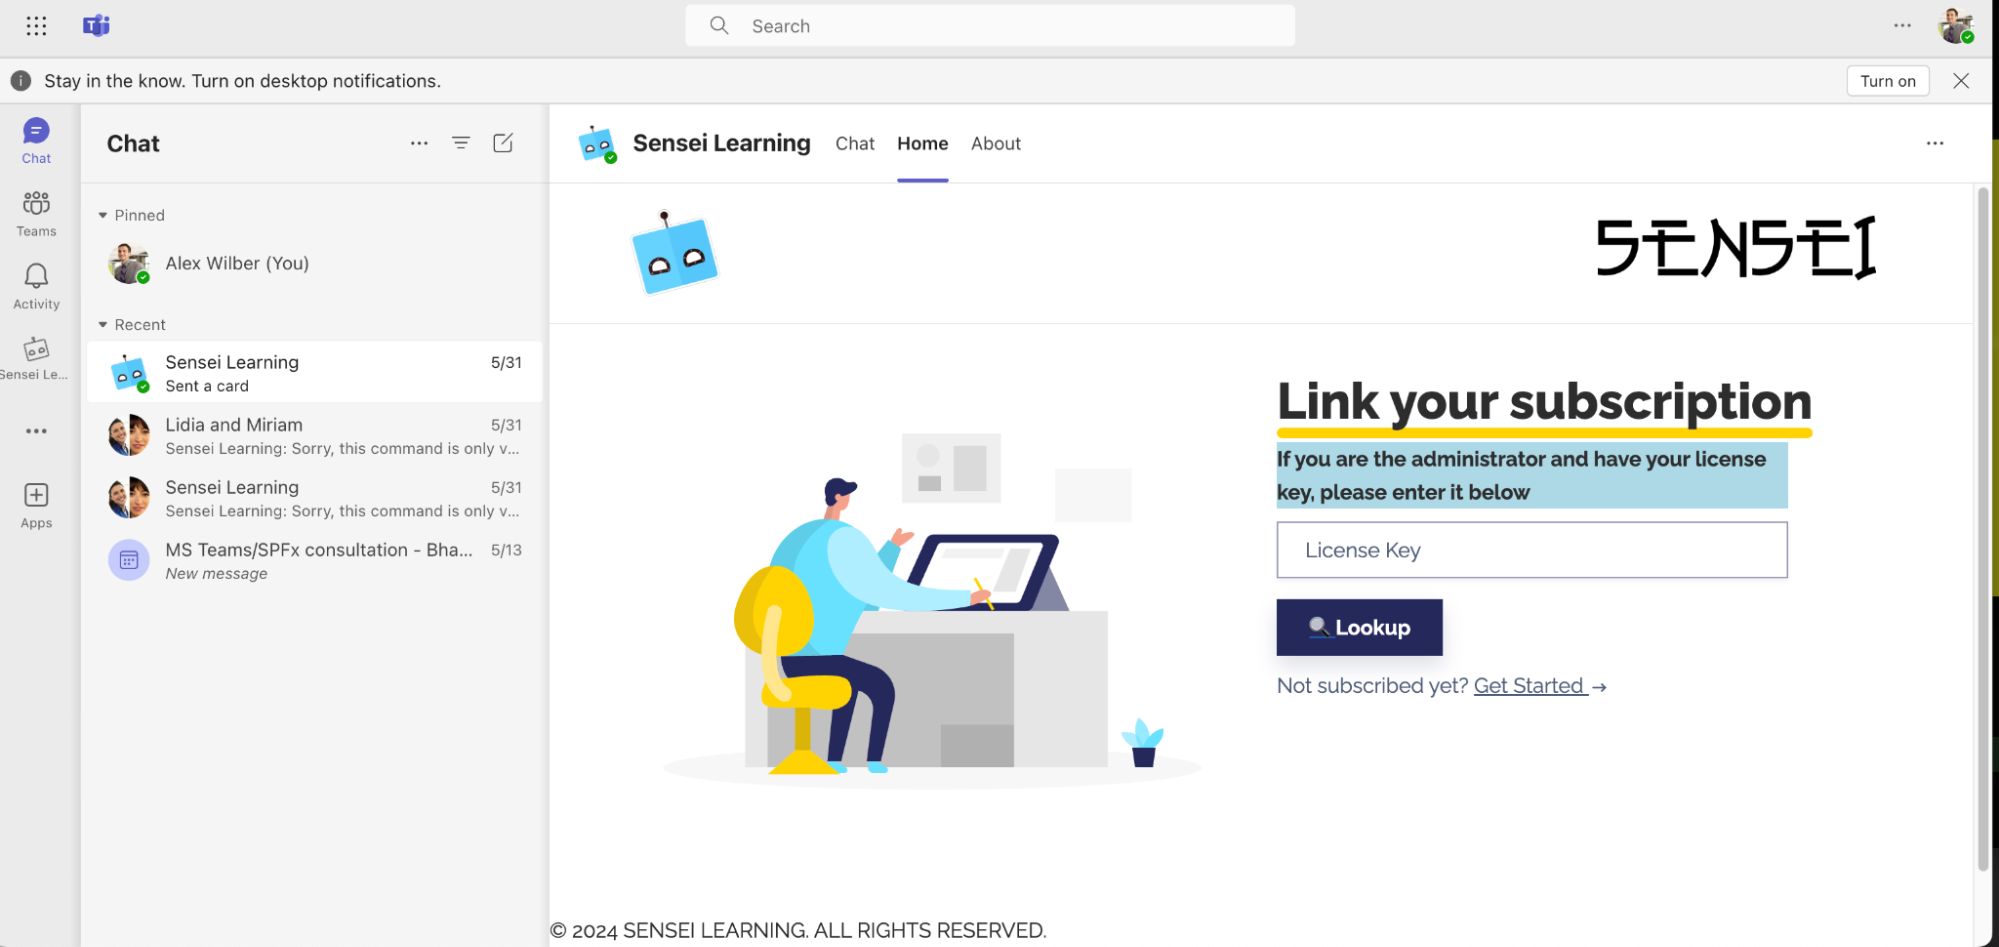 Search
Stay in the know. Turn on desktop notifications.
Turn on
Chat
Teams
Activity
Sensei Le...
Apps
Chat
Pinned
Alex Wilber (You)
Recent
Sensei Learning 5/31
Sent a card
Lidia and Miriam 5/31
Sensei Learning: Sorry, this command is only v...
Sensei Learning 5/31
Sensei Learning: Sorry, this command is only v...
MS Teams/SPFx consultation - Bha... 5/13
New message
Sensei Learning Chat Home About
SENSEI
Link your subscription
If you are the administrator and have your license
key, please enter it below
License Key
Lookup
Not subscribed yet? Get Started →
© 2024 SENSEI LEARNING. ALL RIGHTS RESERVED.